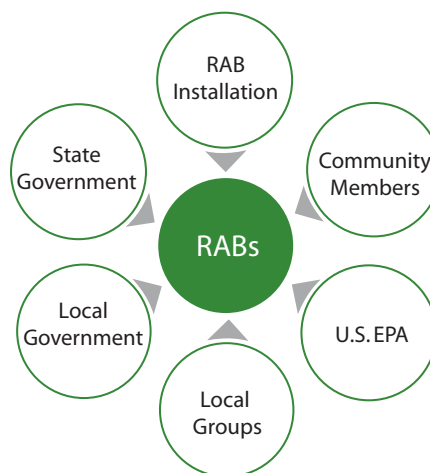 RAB
Installation
State
Government
Community
Members
RABs
Local
Government
U.S. EPA
Local
Groups